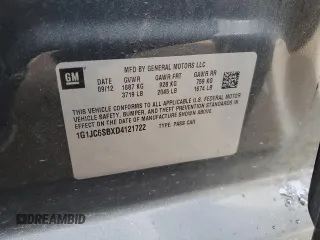 GM
MFD BY GENERAL MOTORS LLC
DATE GVWR GAWR FRT GAWR RR
09/12 1687 KG 928 KG 759 KG
3719 LB 2045 LB 1674 LB
THIS VEHICLE CONFORMS TO ALL APPLICABLE U.S. FEDERAL MOTOR
VEHICLE SAFETY, BUMPER, AND THEFT PREVENTION STANDARDS
IN EFFECT ON THE DATE OF MANUFACTURE SHOWN ABOVE.
1G1JC6SBXD4121722 TYPE: PASS CAR
DREAMBID